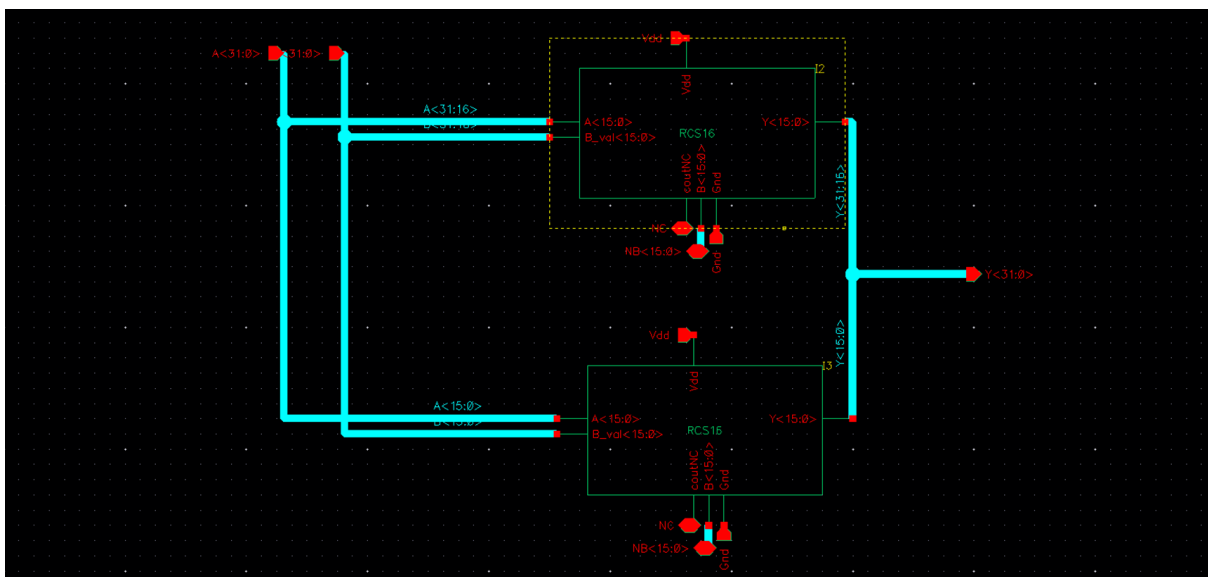 Vdd
A<31:0>
31:0>
I2
A<31:16>
Vdd
A<15:0>
Y<15:0>
B_val<15:0>
RCS16
coutNC
B<15:0>
Gnd
Y<31:16>
NC
NB<15:0>
Gnd
Y<31:0>
Vdd
Y<15:0>
I3
Vdd
A<15:0>
A<15:0>
Y<15:0>
B<15:0>
B_val<15:0>
RCS16
coutNC
B<15:0>
Gnd
NC
NB<15:0>
Gnd